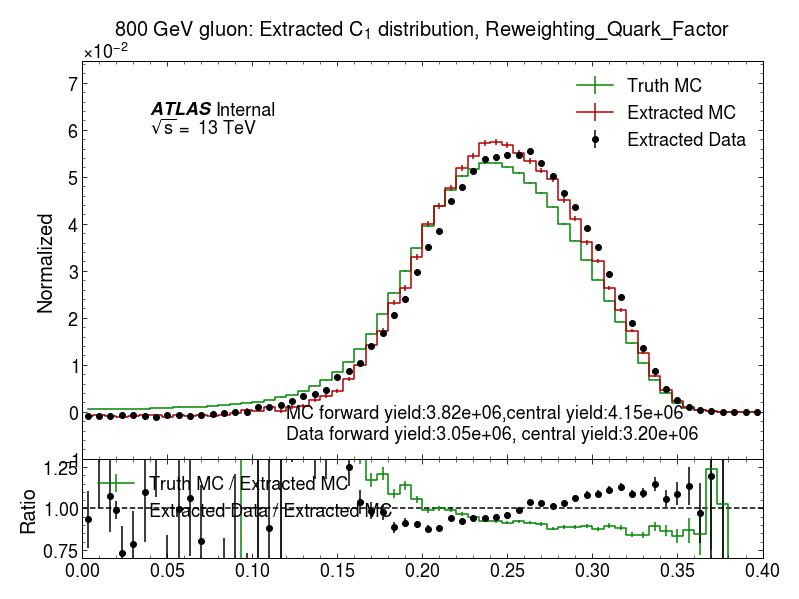 800 GeV gluon: Extracted C₁ distribution, Reweighting_Quark_Factor
×10⁻²
7
6
5
4
3
2
1
0
1
Normalized
ATLAS Internal
√s = 13 TeV
Truth MC
Extracted MC
Extracted Data
MC forward yield:3.82e+06,central yield:4.15e+06
Data forward yield:3.05e+06, central yield:3.20e+06
1.25
1.00
0.75
Ratio
Truth MC / Extracted MC
Extracted Data / Extracted MC
0.00 0.05 0.10 0.15 0.20 0.25 0.30 0.35 0.40